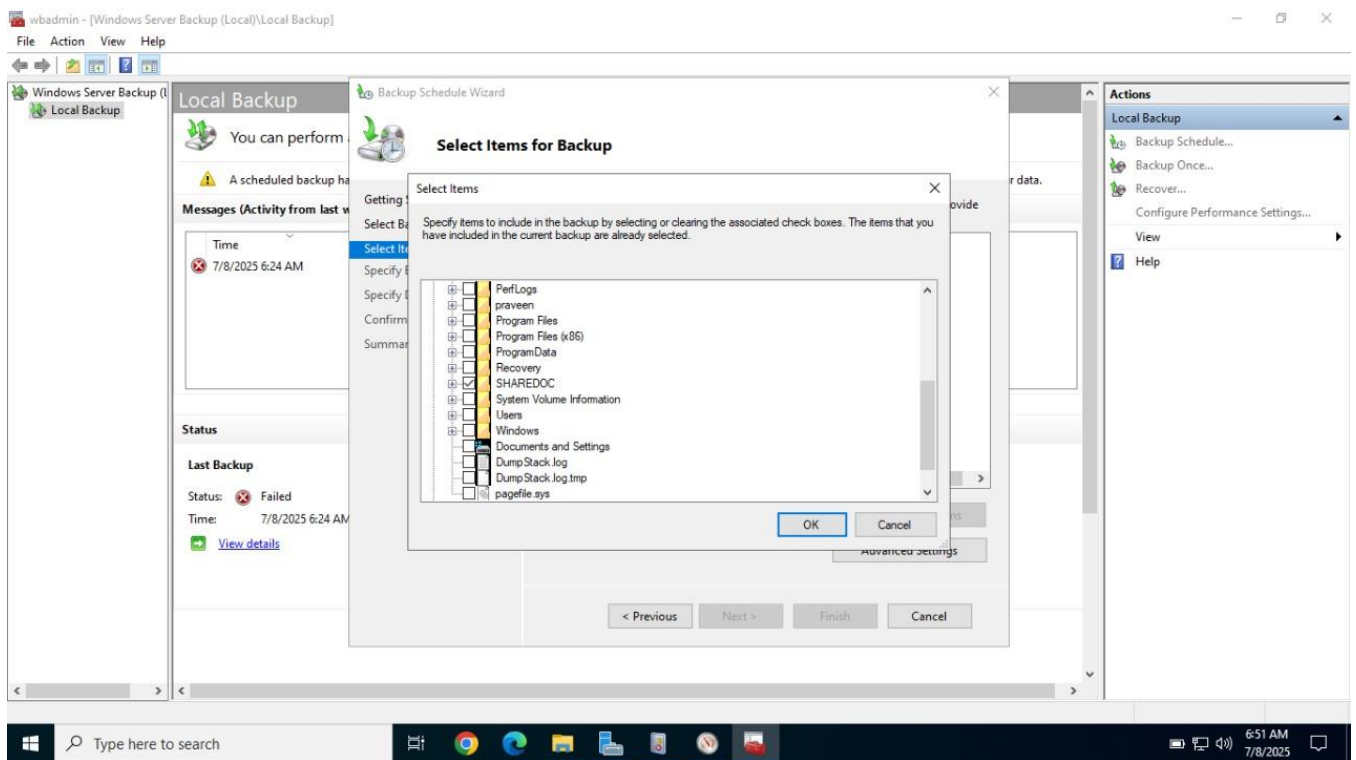 wbadmin - [Windows Server Backup (Local)\Local Backup]
File Action View Help
Windows Server Backup (L
Local Backup
Local Backup
You can perform
A scheduled backup ha
r data.
Messages (Activity from last w
Time
7/8/2025 6:24 AM
Status
Last Backup
Status: Failed
Time: 7/8/2025 6:24 AM
View details
Backup Schedule Wizard
Select Items for Backup
Getting
Select Ba
Select Ite
Specify
Specify
Confirm
Summar
ovide
Select Items
Specify items to include in the backup by selecting or clearing the associated check boxes. The items that you
have included in the current backup are already selected.
PerfLogs
praveen
Program Files
Program Files (x86)
ProgramData
Recovery
SHAREDOC
System Volume Information
Users
Windows
Documents and Settings
DumpStack.log
DumpStack.log.tmp
pagefile.sys
OK Cancel
ns
Advanced Settings
< Previous Next > Finish Cancel
Actions
Local Backup
Backup Schedule...
Backup Once...
Recover...
Configure Performance Settings...
View
Help
Type here to search
6:51 AM
7/8/2025